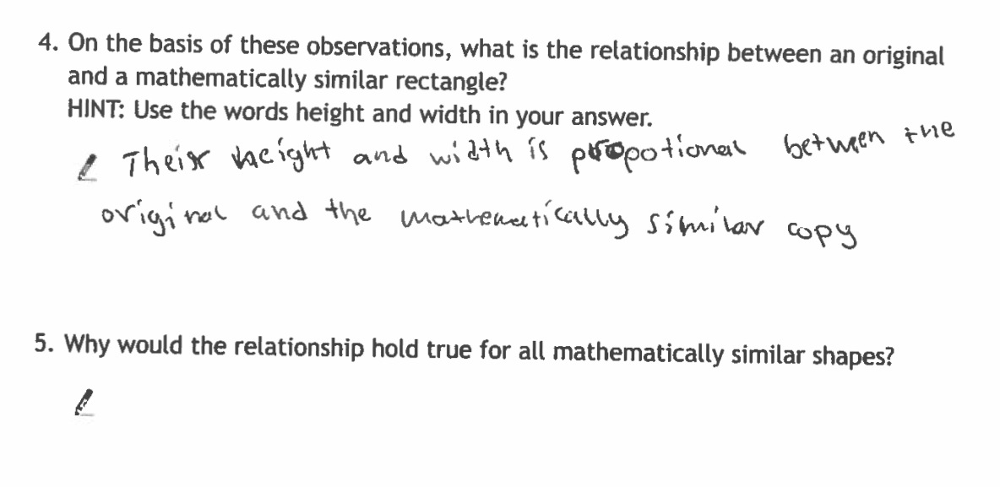 4. On the basis of these observations, what is the relationship between an original
and a mathematically similar rectangle?
HINT: Use the words height and width in your answer.
Their height and width is propotional between the
original and the mathematically similar copy
5. Why would the relationship hold true for all mathematically similar shapes?